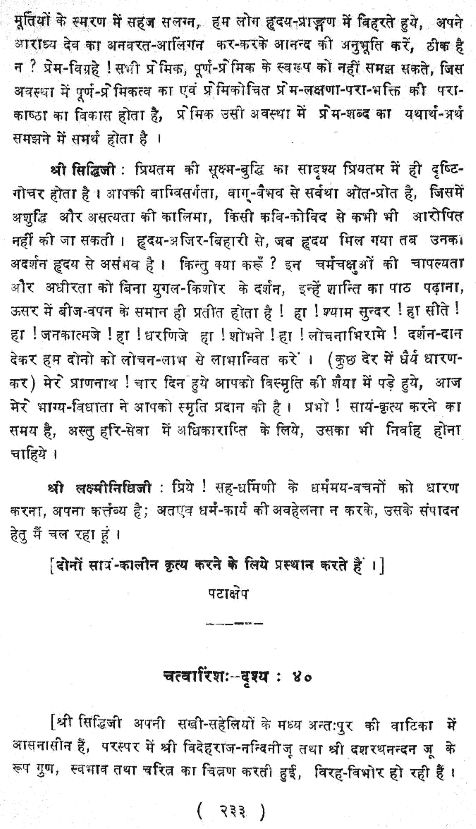 मूर्तियों के स्मरण में सहज सलग्न, हम लोग हृदय-प्राङ्गण में विहरते हुये, अपने
आराध्य देव का अनवरत-आलिगन कर-करके आनन्द की अनुभूति करें, ठीक है
न ? प्रेम-विग्रहे ! सभी प्रेमिक, पूर्ण-प्रेमिक के स्वरूप को नहीं समझ सकते, जिस
अवस्था में पूर्ण-प्रेमिकत्व का एवं प्रेमिकोचित प्रेम-लक्षणा-परा-भक्ति की परा-
काष्ठा का विकास होता है, प्रेमिक उसी अवस्था में प्रेम-शब्द का यथार्थ-अर्थ
समझने में समर्थ होता है ।
श्री सिद्धिजी : प्रियतम की सूक्ष्म-बुद्धि का सादृश्य प्रियतम में ही दृष्टि-
गोचर होता है । आपकी वाग्विसर्गता, वाग्-वैभव से सर्वथा ओत-प्रोत है, जिसमें
अशुद्धि और असत्यता की कालिमा, किसी कवि-कोविद से कभी भी आरोपित
नहीं की जा सकती । हृदय-अजिर-बिहारी से, जब हृदय मिल गया तब उनका
अदर्शन हृदय से असंभव है । किन्तु क्या करूँ ? इन चर्मचक्षुओं की चापल्यता
और अधीरता को बिना युगल-किशोर के दर्शन, इन्हें शान्ति का पाठ पढ़ाना,
ऊसर में बीज-वपन के समान ही प्रतीत होता है ! हा ! श्याम सुन्दर ! हा सीते !
हा ! जनकात्मजे ! हा ! धरणिजे ! हा ! शोभने ! हा ! लोचनाभिरामे ! दर्शन-दान
देकर हम दोनो को लोचन-लाभ से लाभान्वित करें । (कुछ देर में धैर्य धारण-
कर) मेरे प्राणनाथ ! चार दिन हुये आपको विस्मृति की शैया में पड़े हुये, आज
मेरे भाग्य-विधाता ने आपको स्मृति प्रदान की है । प्रभो ! सायं-कृत्य करने का
समय है, अस्तु हरि-सेवा में अधिकाराप्ति के लिये, उसका भी निर्वाह होना
चाहिये ।
श्री लक्ष्मीनिधिजी : प्रिये ! सह-धर्मिणी के धर्ममय-वचनों को धारण
करना, अपना कर्त्तव्य है; अतएव धर्म-कार्य की अवहेलना न करके, उसके संपादन
हेतु मैं चल रहा हूं ।
[दोनों सायं-कालीन कृत्य करने के लिये प्रस्थान करते हैं ।]
पटाक्षेप
चत्वारिंशः--दृश्य : ४०
[श्री सिद्धिजी अपनी सखी-सहेलियों के मध्य अन्तःपुर की वाटिका में
आसनासीन हैं, परस्पर में श्री विदेहराज-नन्दिनीजू तथा श्री दशरथनन्दन जू के
रूप गुण, स्वभाव तथा चरित्र का चित्रण करती हुई, विरह-विभोर हो रही हैं ।
( २३३ )